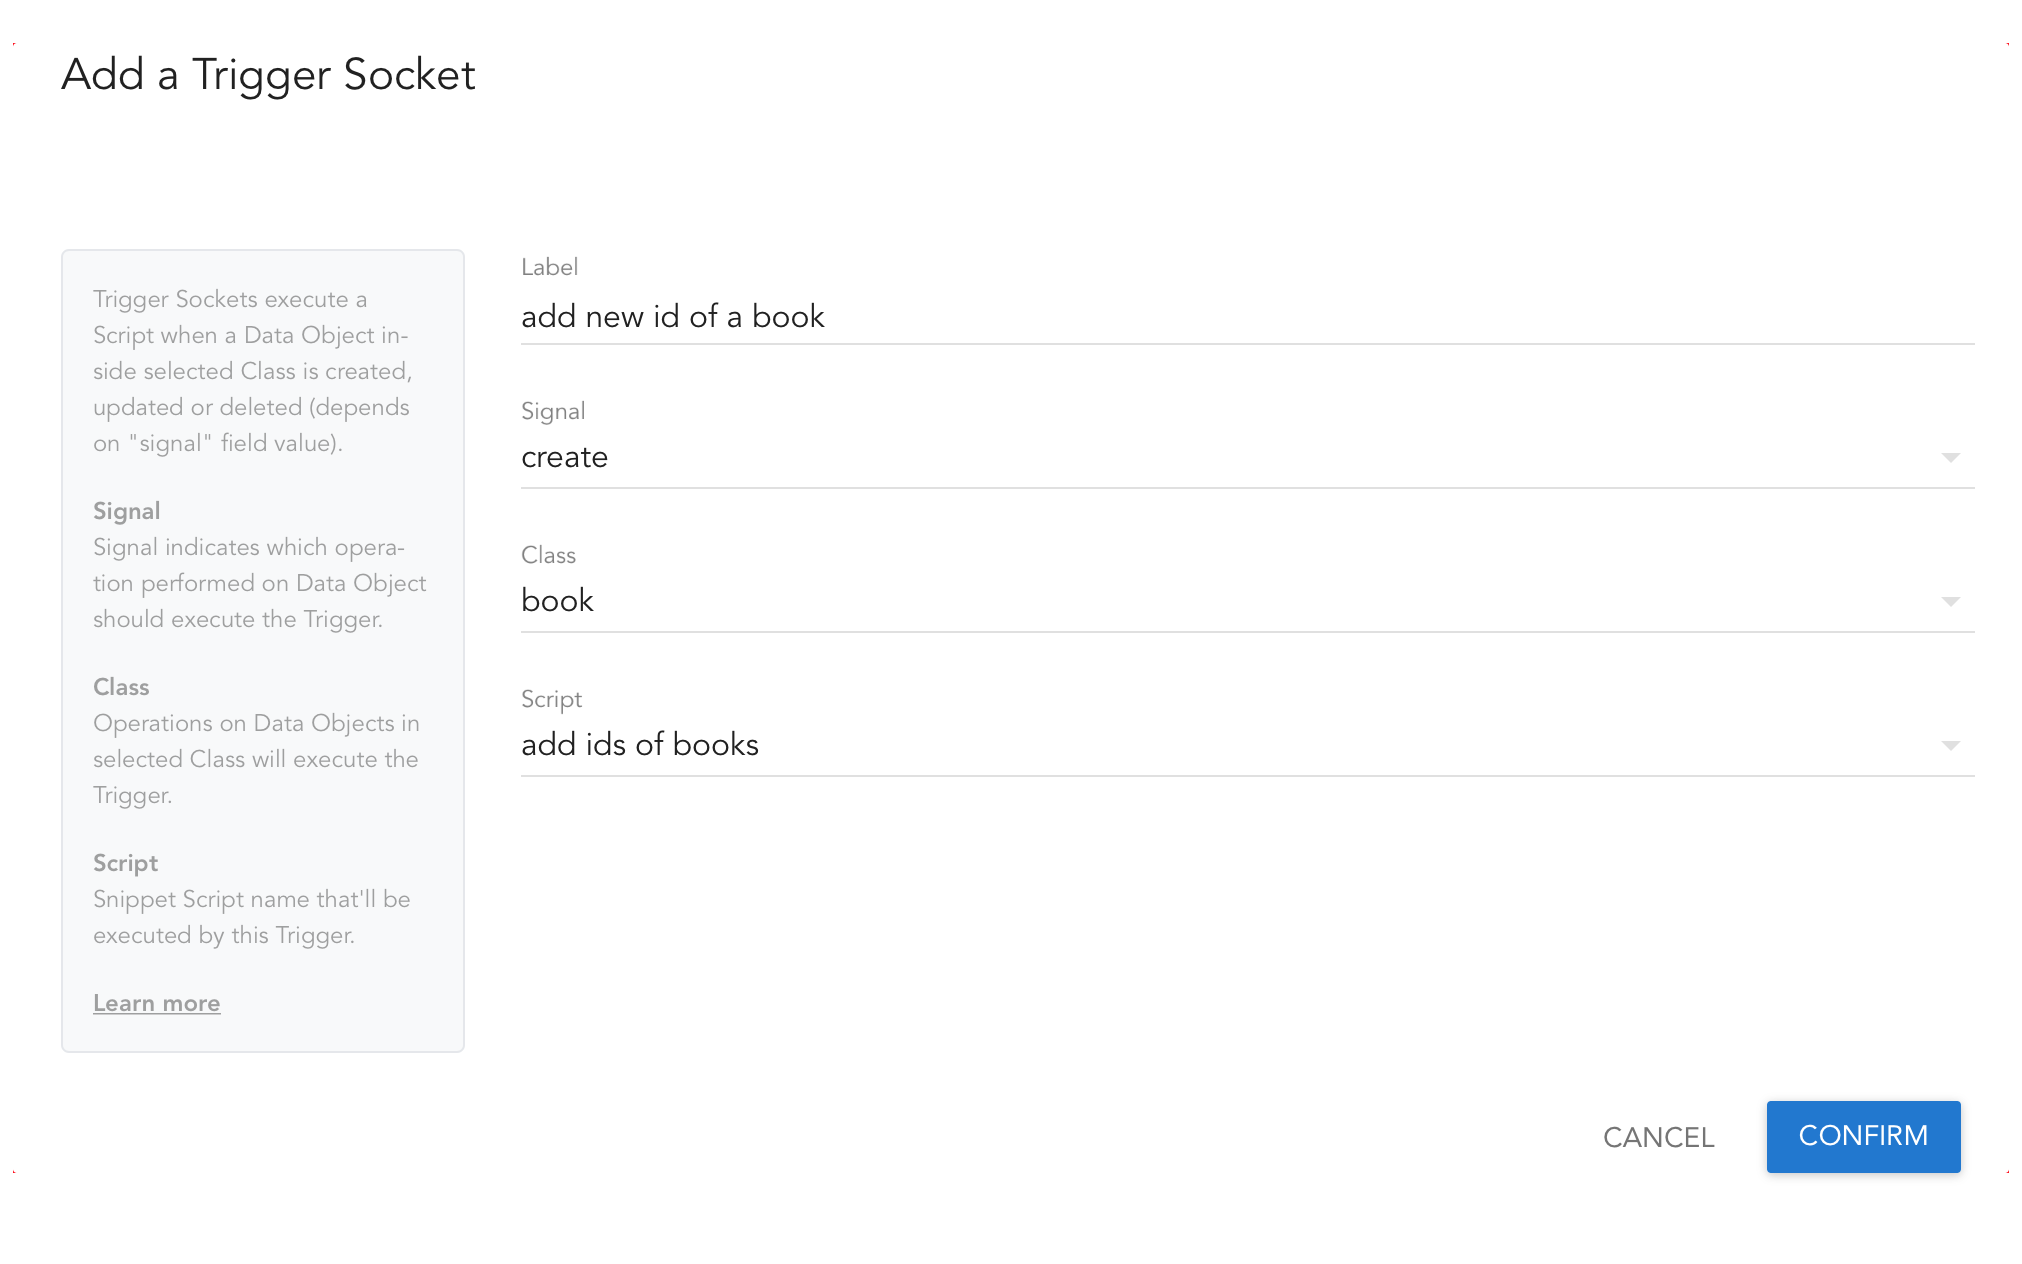 Add a Trigger Socket
Trigger Sockets execute a
Script when a Data Object in-
side selected Class is created,
updated or deleted (depends
on "signal" field value).
Signal
Signal indicates which opera-
tion performed on Data Object
should execute the Trigger.
Class
Operations on Data Objects in
selected Class will execute the
Trigger.
Script
Snippet Script name that'll be
executed by this Trigger.
Learn more
Label
add new id of a book
Signal
create
Class
book
Script
add ids of books
CANCEL
CONFIRM